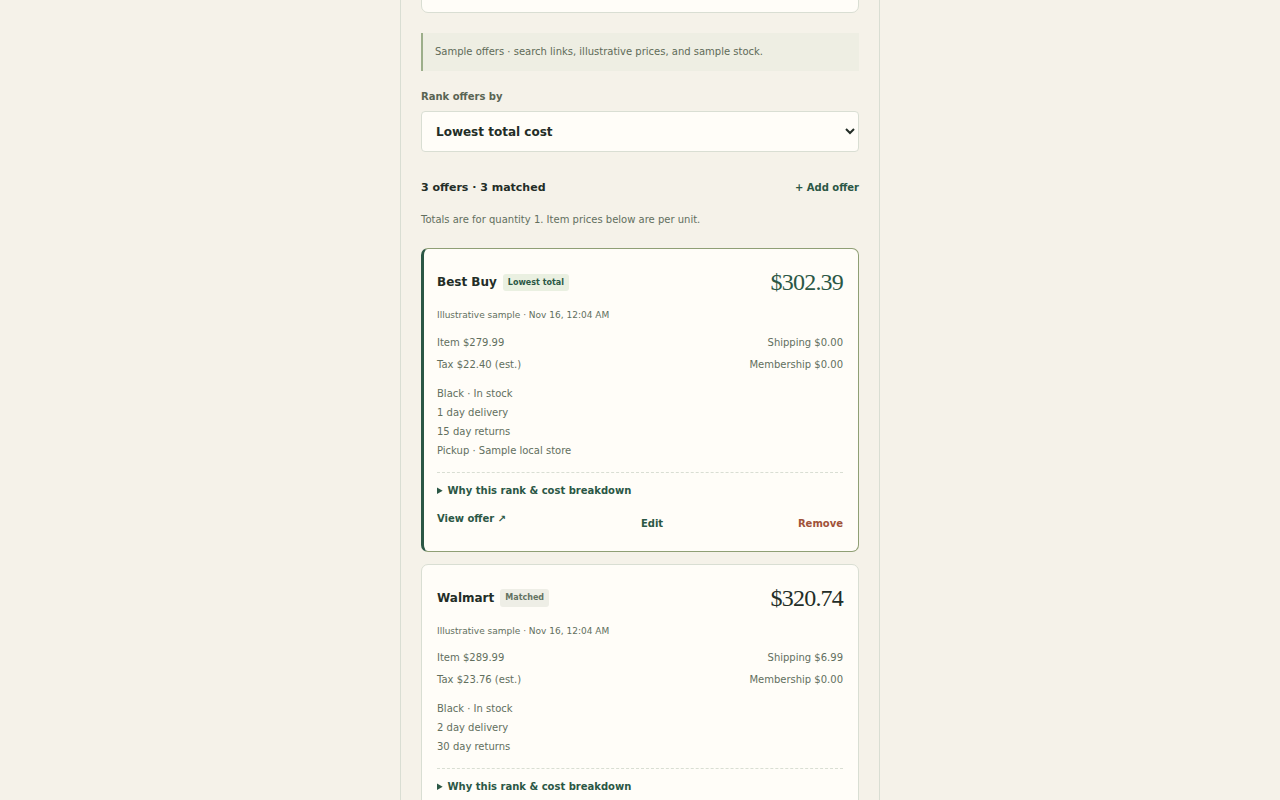 Sample offers · search links, illustrative prices, and sample stock.
Rank offers by
Lowest total cost
3 offers · 3 matched + Add offer
Totals are for quantity 1. Item prices below are per unit.
Best Buy Lowest total $302.39
Illustrative sample · Nov 16, 12:04 AM
Item $279.99 Shipping $0.00
Tax $22.40 (est.) Membership $0.00
Black · In stock
1 day delivery
15 day returns
Pickup · Sample local store
▶ Why this rank & cost breakdown
View offer ↗ Edit Remove
Walmart Matched $320.74
Illustrative sample · Nov 16, 12:04 AM
Item $289.99 Shipping $6.99
Tax $23.76 (est.) Membership $0.00
Black · In stock
2 day delivery
30 day returns
▶ Why this rank & cost breakdown